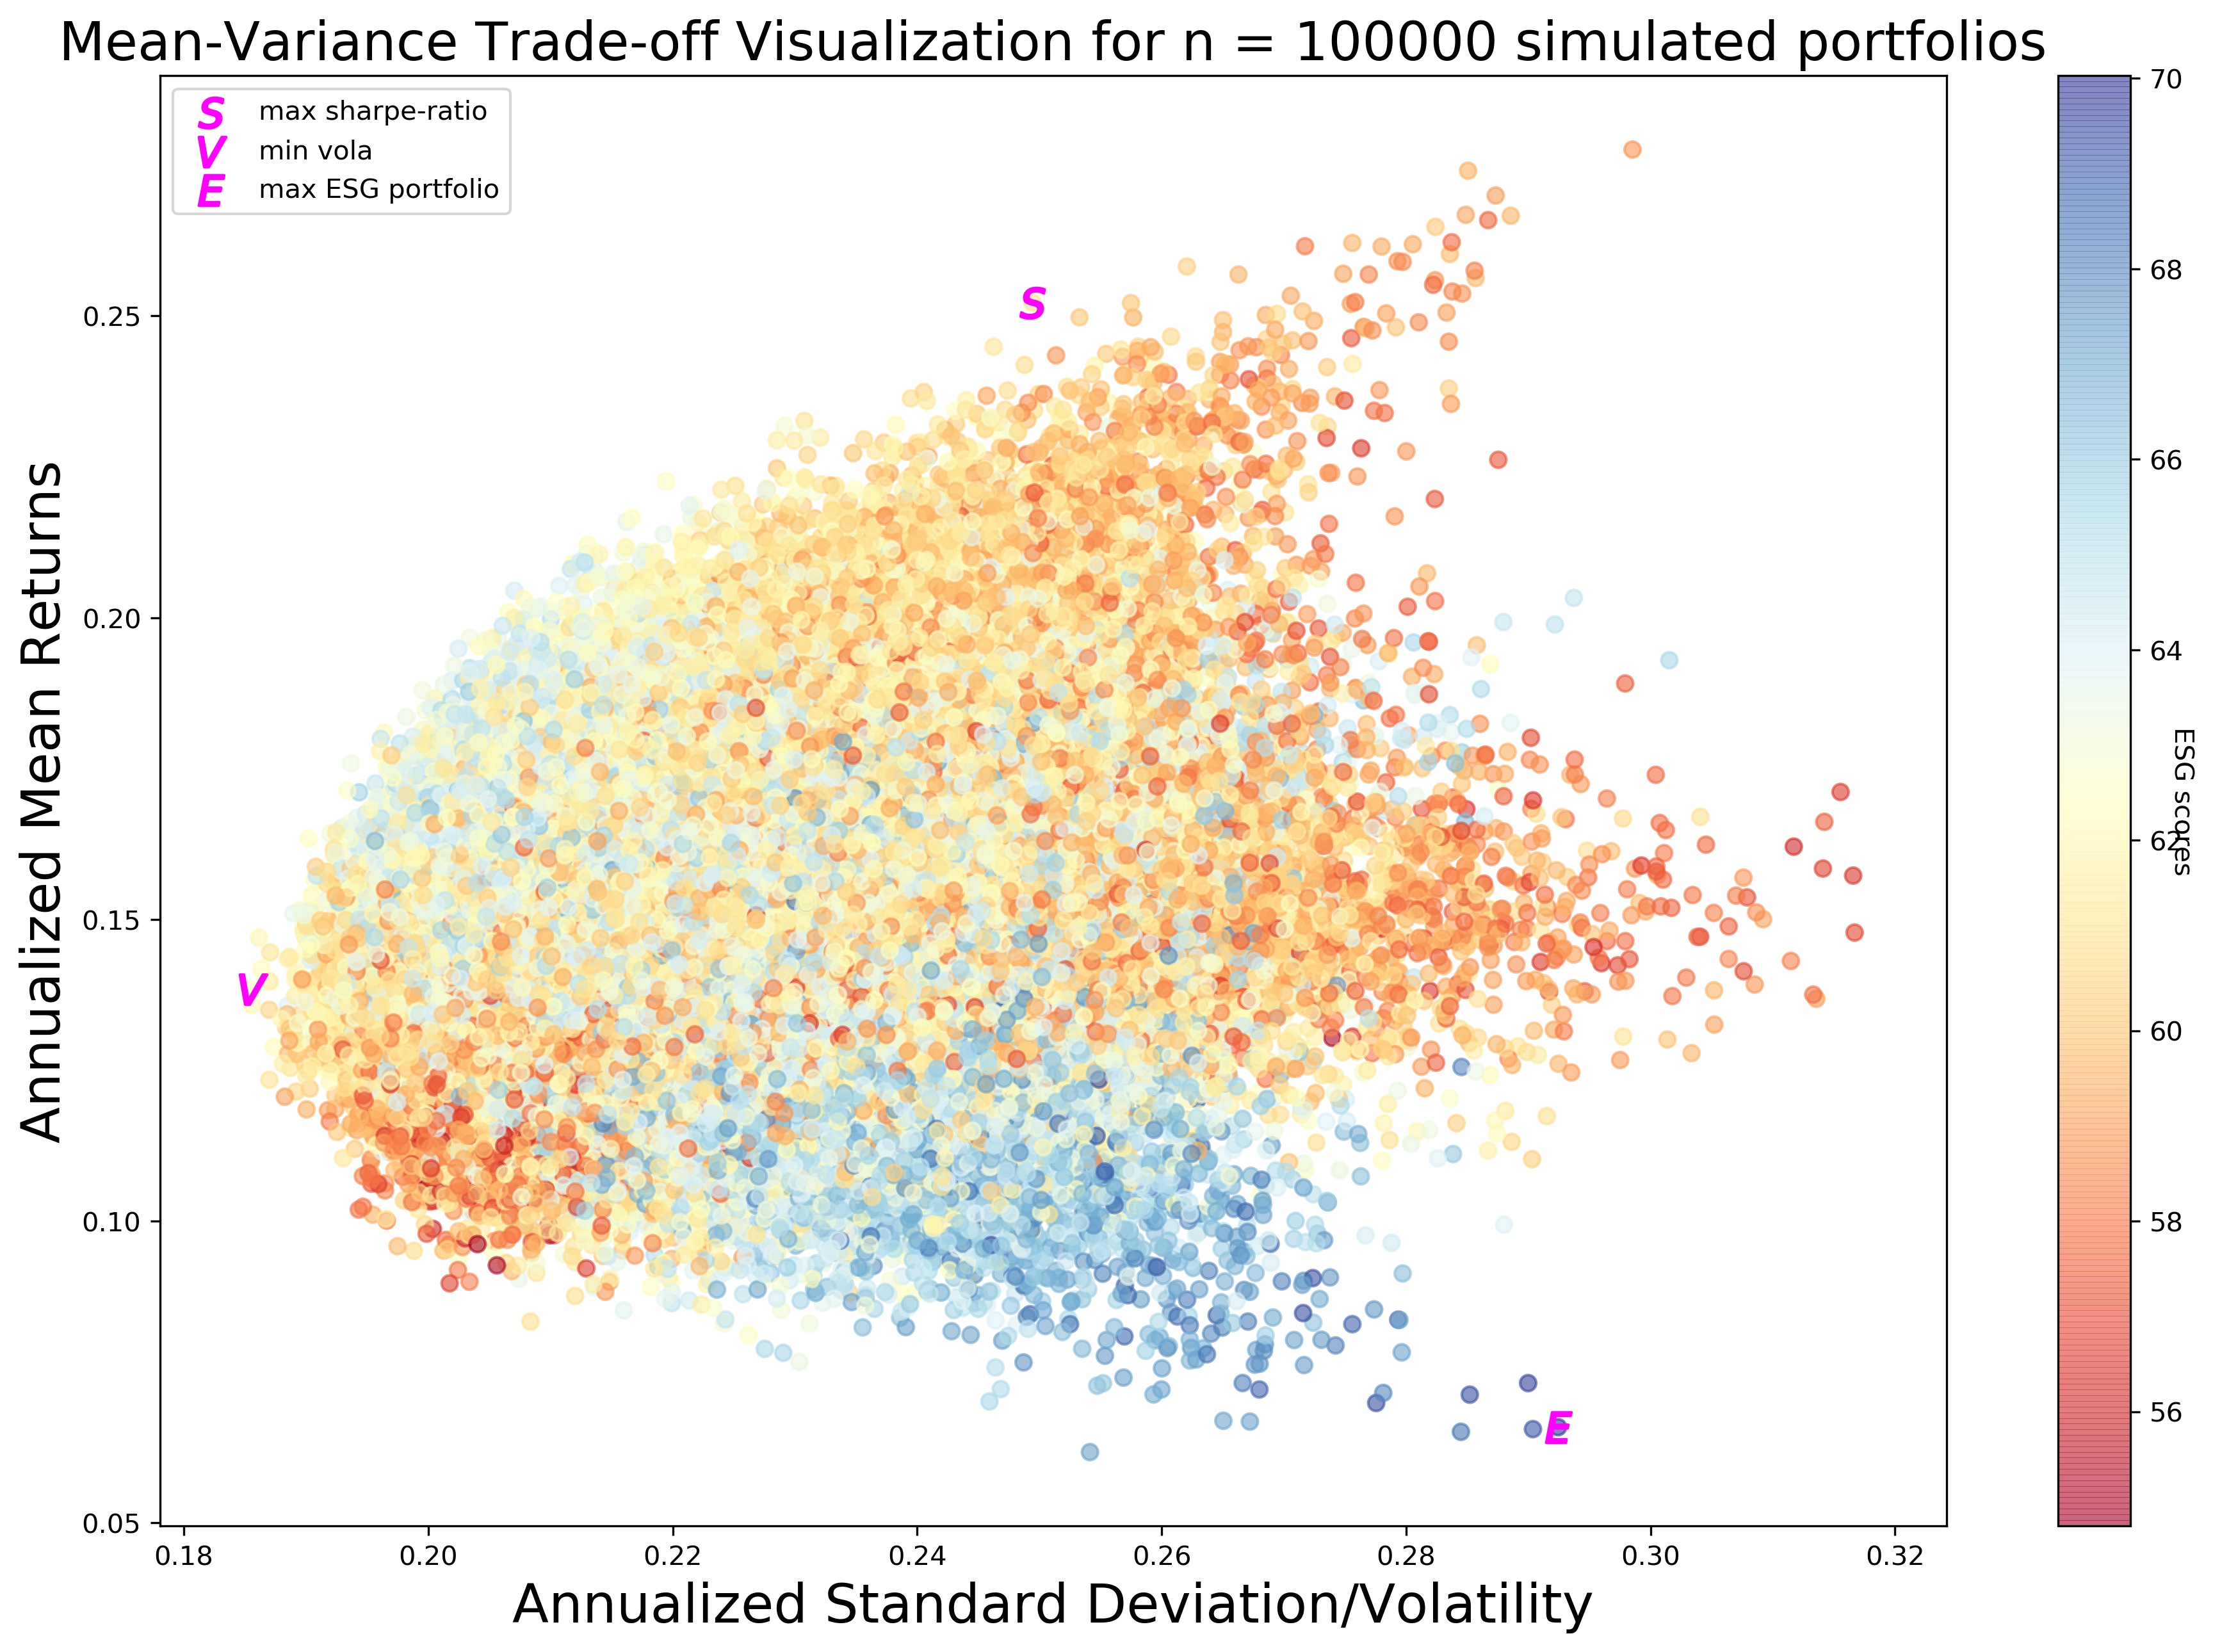 Mean-Variance Trade-off Visualization for n = 100000 simulated portfolios
S max sharpe-ratio
V min vola
E max ESG portfolio
S
V
E
Annualized Mean Returns
0.25
0.20
0.15
0.10
0.05
0.18 0.20 0.22 0.24 0.26 0.28 0.30 0.32
Annualized Standard Deviation/Volatility
70
68
66
64
62
60
58
56
ESG scores